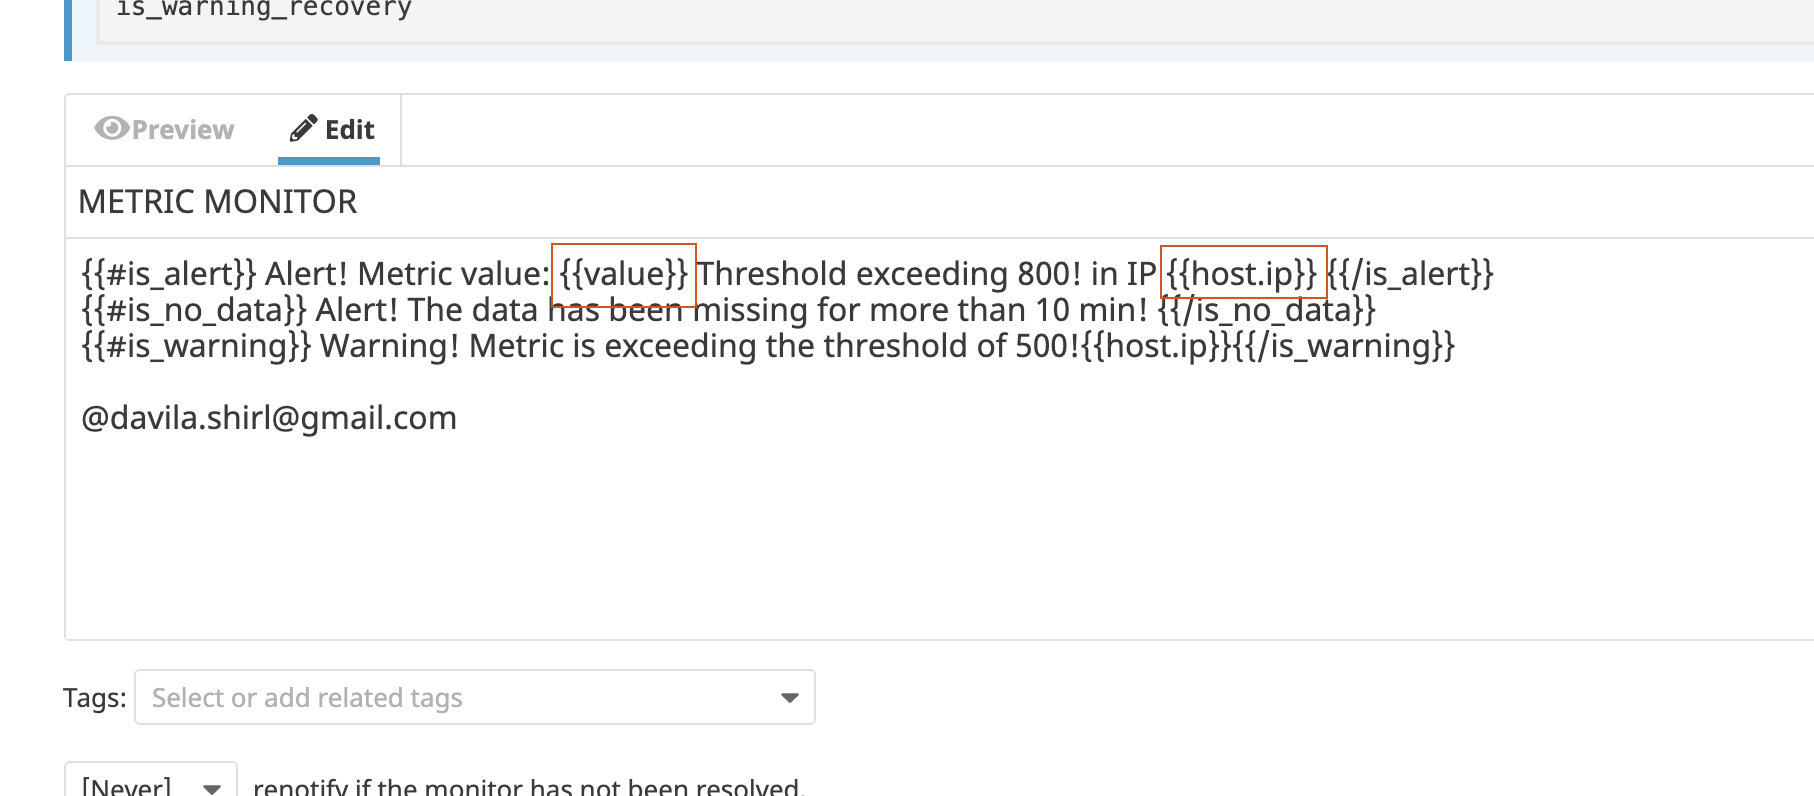 is_warning_recovery
Preview Edit
METRIC MONITOR
{{#is_alert}} Alert! Metric value: {{value}} Threshold exceeding 800! in IP {{host.ip}} {{/is_alert}}
{{#is_no_data}} Alert! The data has been missing for more than 10 min! {{/is_no_data}}
{{#is_warning}} Warning! Metric is exceeding the threshold of 500!{{host.ip}}{{/is_warning}}
@davila.shirl@gmail.com
Tags: Select or add related tags
[Never] renotify if the monitor has not been resolved.